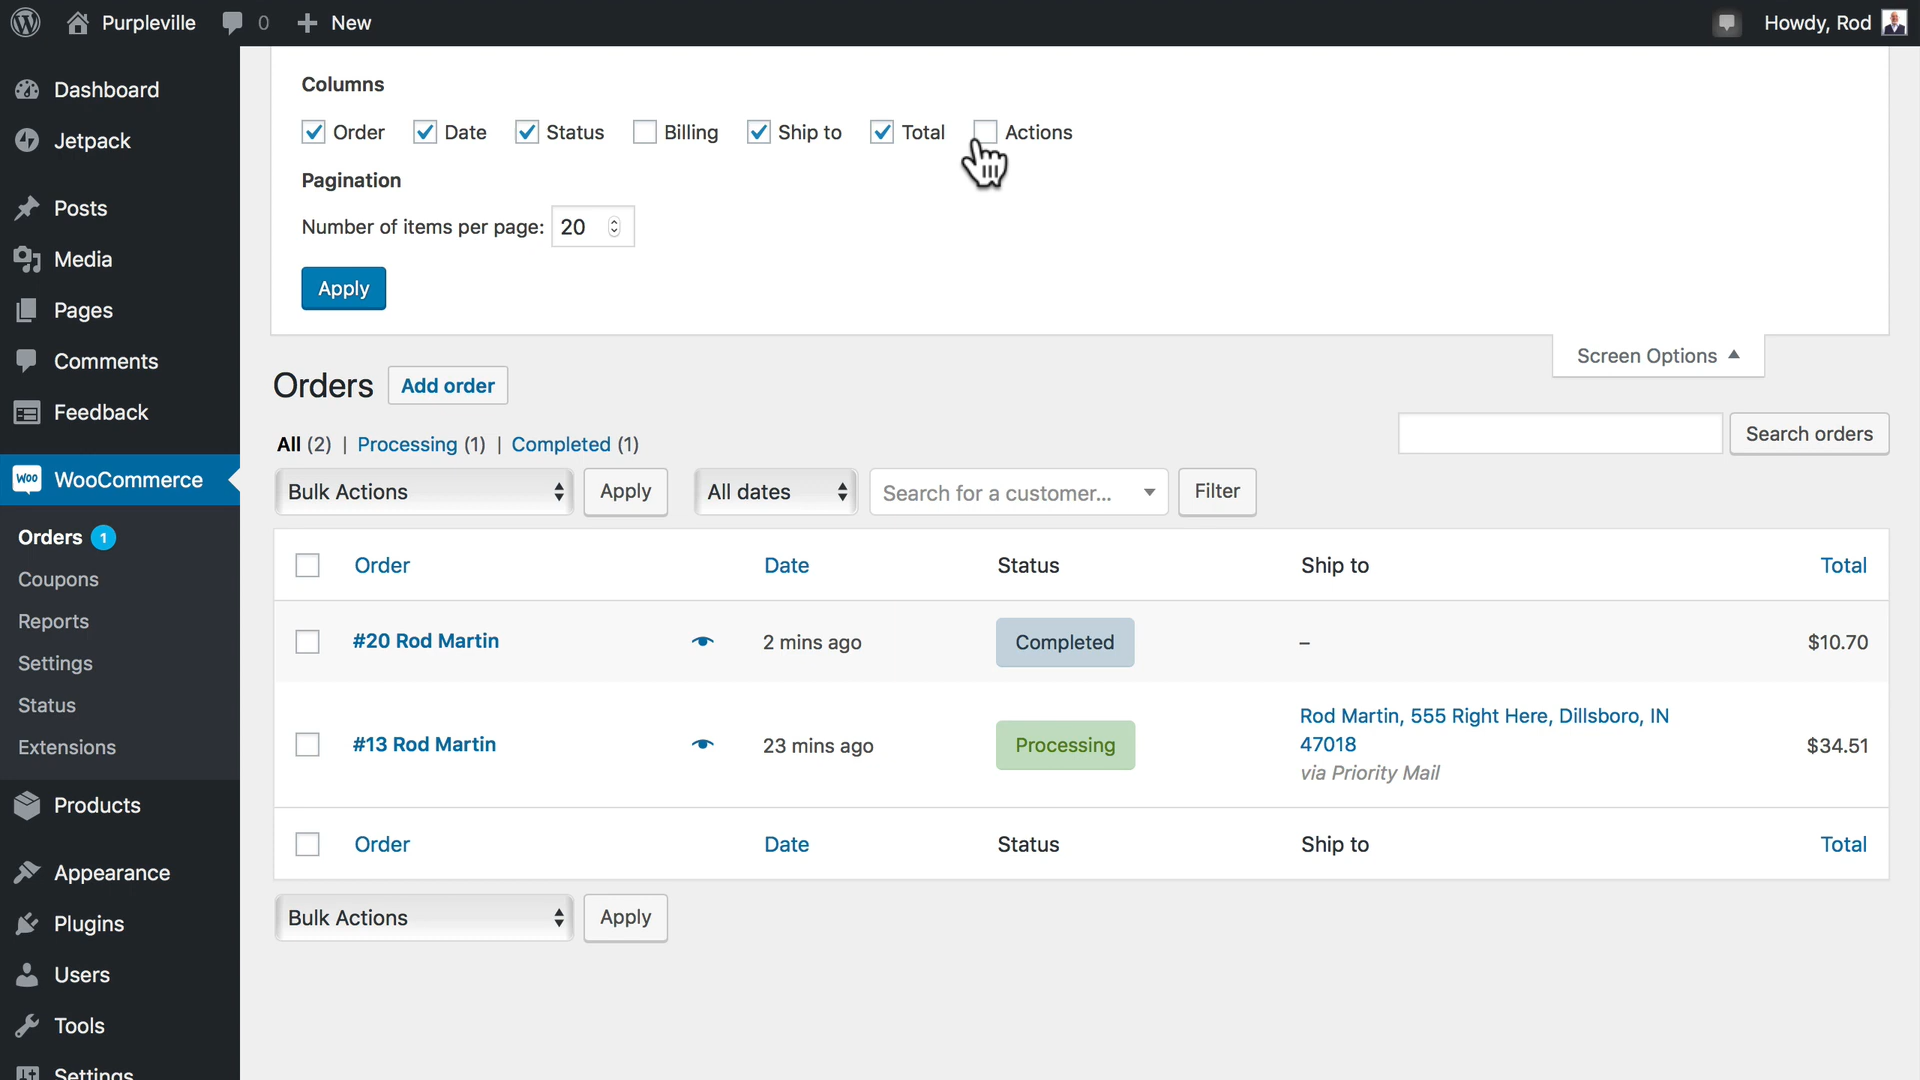 Purpleville 0 New Howdy, Rod
Dashboard
Jetpack
Posts
Media
Pages
Comments
Feedback
WOO WooCommerce
Orders 1
Coupons
Reports
Settings
Status
Extensions
Products
Appearance
Plugins
Users
Tools
Settings
Columns
Order Date Status Billing Ship to Total Actions
Pagination
Number of items per page: 20
Apply
Screen Options
Orders Add order
All (2) | Processing (1) | Completed (1)
Search orders
Bulk Actions Apply All dates Search for a customer... Filter
Order Date Status Ship to Total
#20 Rod Martin 2 mins ago Completed – $10.70
#13 Rod Martin 23 mins ago Processing Rod Martin, 555 Right Here, Dillsboro, IN
47018 $34.51
via Priority Mail
Order Date Status Ship to Total
Bulk Actions Apply